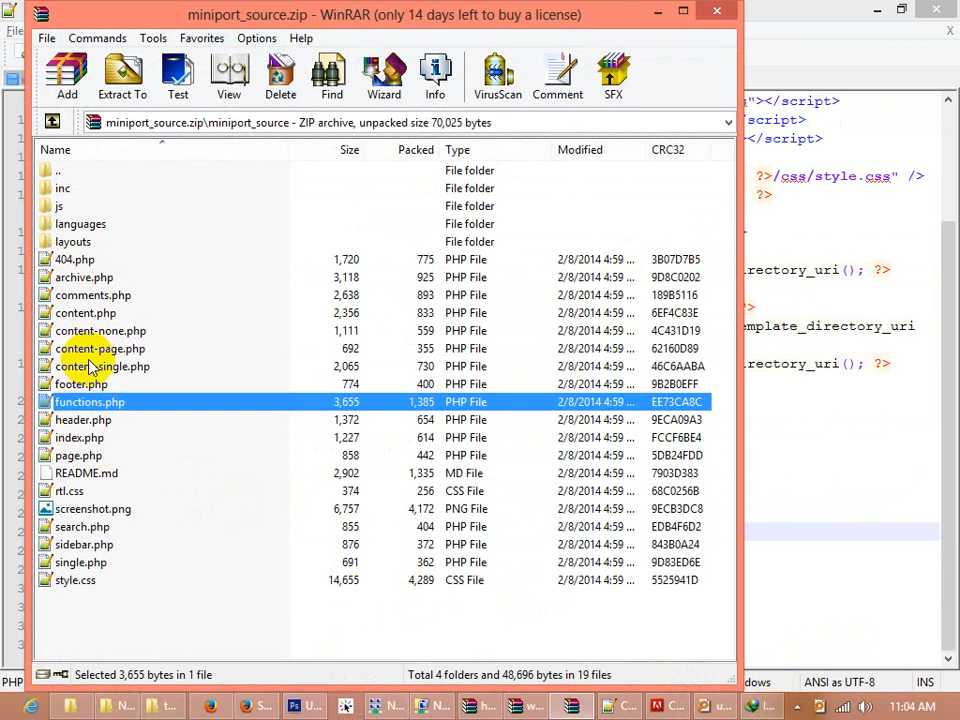 miniport_source.zip - WinRAR (only 14 days left to buy a license)
File Commands Tools Favorites Options Help
Add Extract To Test View Delete Find Wizard Info VirusScan Comment SFX
miniport_source.zip\miniport_source - ZIP archive, unpacked size 70,025 bytes
Name Size Packed Type Modified CRC32
.. File folder
inc File folder
js File folder
languages File folder
layouts File folder
404.php 1,720 775 PHP File 2/8/2014 4:59 ... 3B07D7B5
archive.php 3,118 925 PHP File 2/8/2014 4:59 ... 9D8C0202
comments.php 2,638 893 PHP File 2/8/2014 4:59 ... 189B5116
content.php 2,356 833 PHP File 2/8/2014 4:59 ... 6EF4C83E
content-none.php 1,111 559 PHP File 2/8/2014 4:59 ... 4C431D19
content-page.php 692 355 PHP File 2/8/2014 4:59 ... 62160D89
content-single.php 2,065 730 PHP File 2/8/2014 4:59 ... 46C6AABA
footer.php 774 400 PHP File 2/8/2014 4:59 ... 9B2B0EFF
functions.php 3,655 1,385 PHP File 2/8/2014 4:59 ... EE73CA8C
header.php 1,372 654 PHP File 2/8/2014 4:59 ... 9ECA09A3
index.php 1,227 614 PHP File 2/8/2014 4:59 ... FCCF6BE4
page.php 858 442 PHP File 2/8/2014 4:59 ... 5DB24FDD
README.md 2,902 1,335 MD File 2/8/2014 4:59 ... 7903D383
rtl.css 374 256 CSS File 2/8/2014 4:59 ... 68C0256B
screenshot.png 6,757 4,172 PNG File 2/8/2014 4:59 ... 9ECB3DC8
search.php 855 404 PHP File 2/8/2014 4:59 ... EDB4F6D2
sidebar.php 876 372 PHP File 2/8/2014 4:59 ... 843B0A24
single.php 691 362 PHP File 2/8/2014 4:59 ... 9D83ED6E
style.css 14,655 4,289 CSS File 2/8/2014 4:59 ... 5525941D
Selected 3,655 bytes in 1 file Total 4 folders and 48,696 bytes in 19 files
s"></script>
script>
></script>
?>/css/style.css" />
?>
irectory_uri(); ?>
?>
emplate_directory_uri
irectory_uri(); ?>
PHP dows ANSI as UTF-8 INS
N... t... S... U... N... N... h... w... C... C... u... I... 11:04 AM